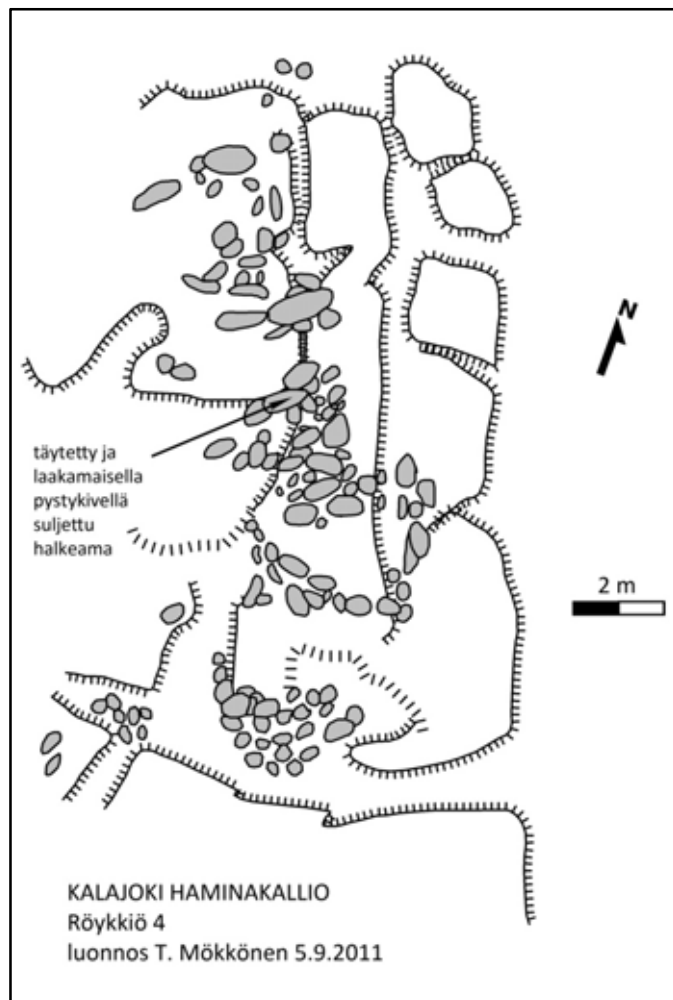 N
täytetty ja
laakamaisella
pystykivellä
suljettu
halkeama
2 m
KALAJOKI HAMINAKALLIO
Röykkiö 4
luonnos T. Mökkönen 5.9.2011